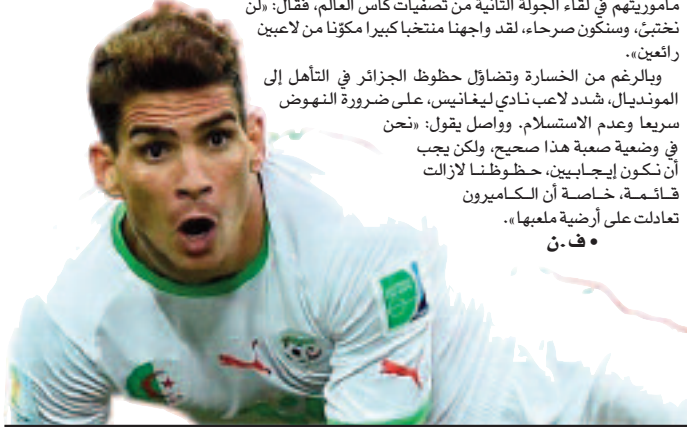 مأموريتهم في لقاء الجولة الثانية من تصفيات كأس العالم، فقال: «لن
نختبئ، وسنكون صرحاء، لقد واجهنا منتخبا كبيرا مكوّنا من لاعبين
رائعين».
وبالرغم من الخسارة وتضاؤل حظوظ الجزائر في التأهل إلى
المونديال، شدد لاعب نادي ليغانيس، على ضرورة النهوض
سريعا وعدم الاستسلام. وواصل يقول: «نحن
في وضعية صعبة هذا صحيح، ولكن يجب
أن نكون إيجابيين، حظوظنا لازالت
قائمة، خاصة أن الكاميرون
تعادلت على أرضية ملعبها».
• ف.ن